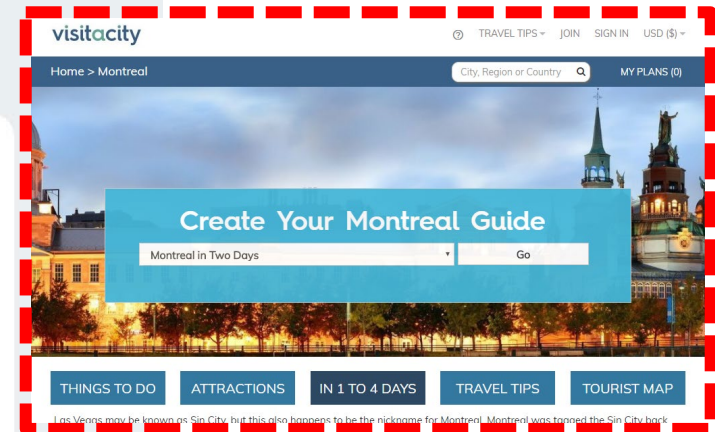 visitacity
TRAVEL TIPS JOIN SIGN IN USD ($)
Home > Montreal
City, Region or Country
MY PLANS (0)
Create Your Montreal Guide
Montreal in Two Days
Go
THINGS TO DO
ATTRACTIONS
IN 1 TO 4 DAYS
TRAVEL TIPS
TOURIST MAP
Las Vegas may be known as Sin City, but this also happens to be the nickname for Montreal. Montreal was tagged the Sin City back